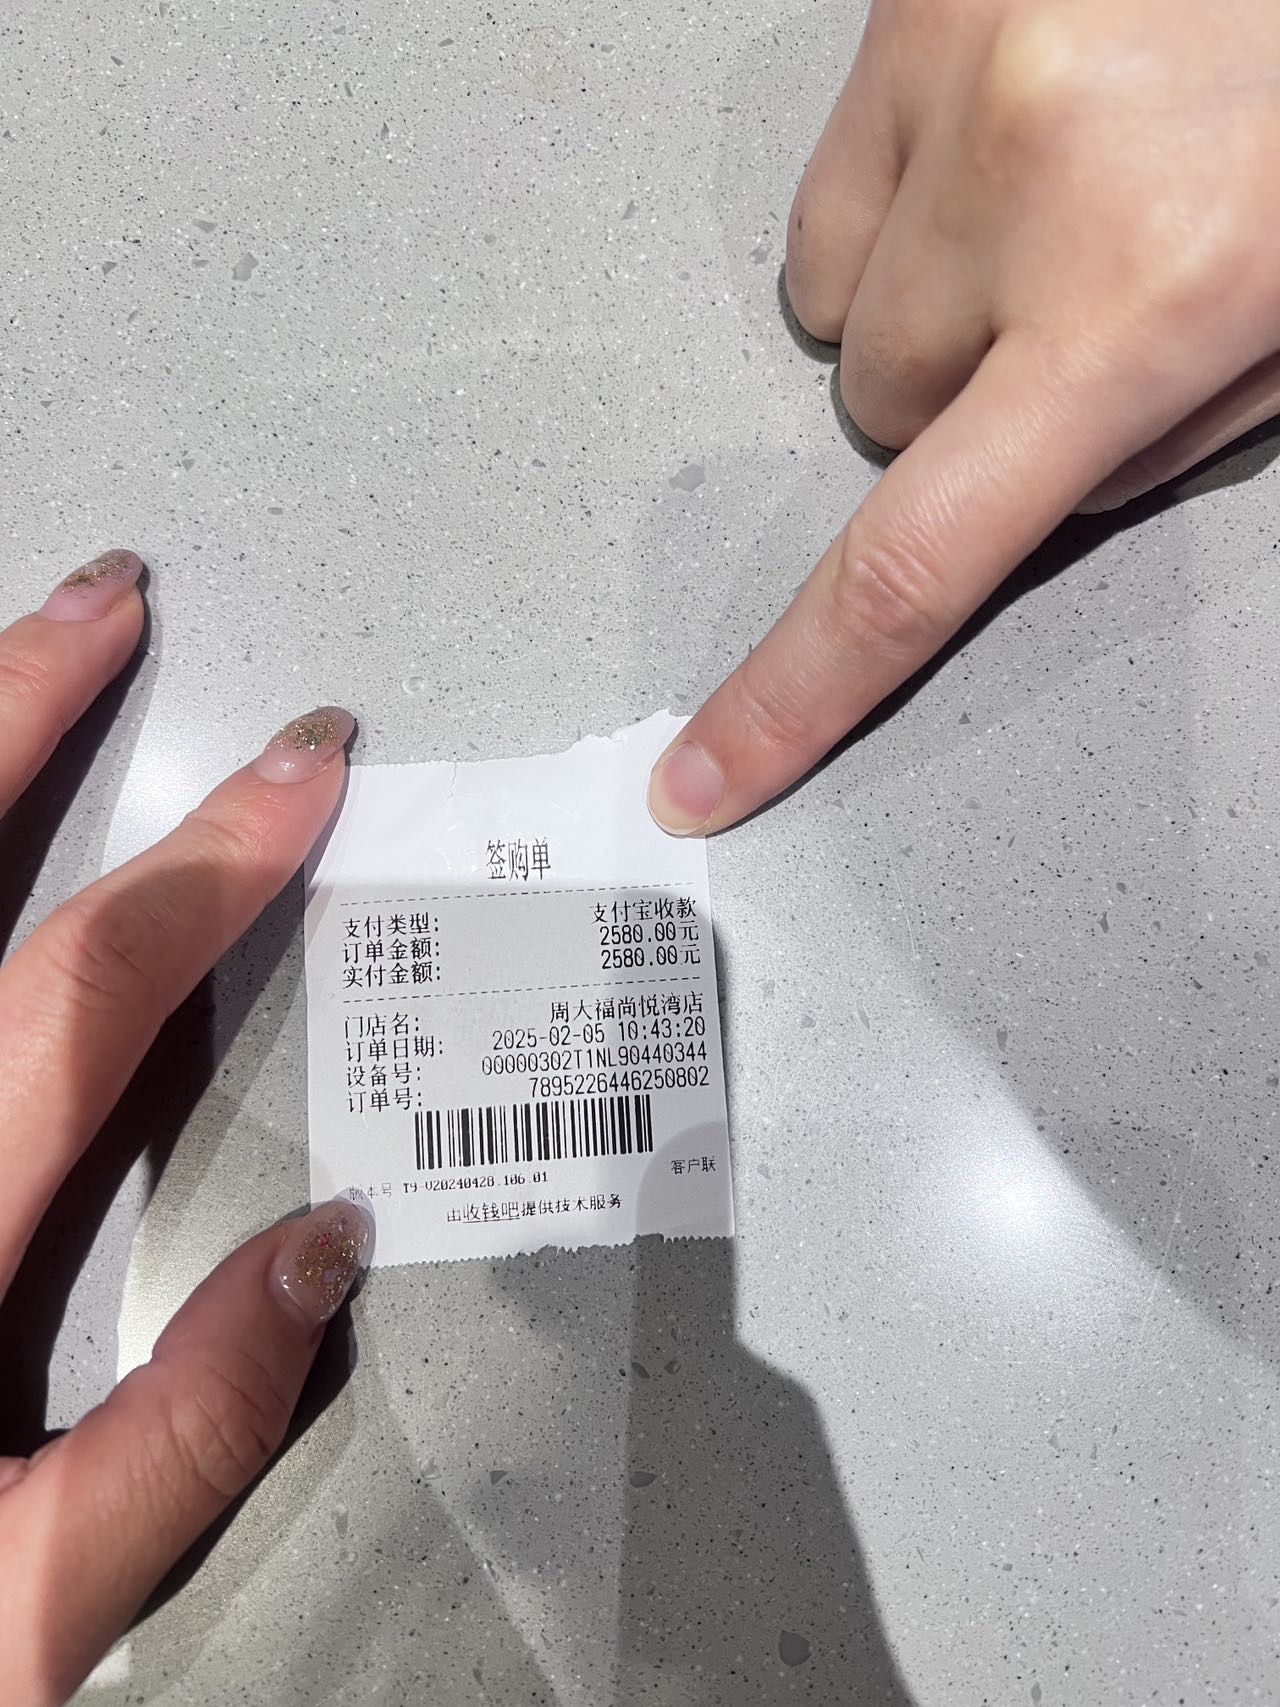 签购单
支付类型: 支付宝收款
订单金额: 2580.00元
实付金额: 2580.00元
门店名: 周大福尚悦湾店
订单日期: 2025-02-05 10:43:20
设备号: 00000302T1NL90440344
订单号: 7895226446250802
客户联
版本号 T9-V20240428.106.01
由收钱吧提供技术服务